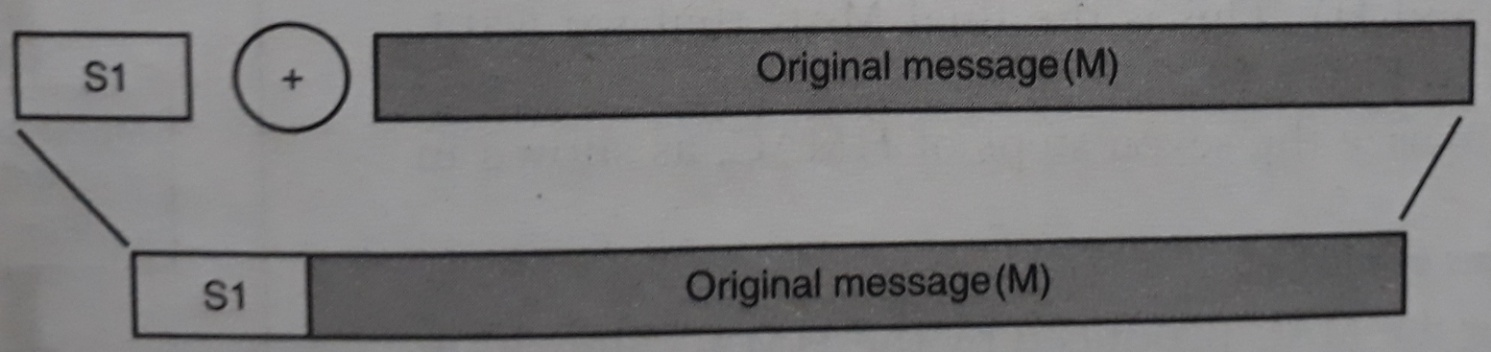 S1 + Original message(M)
S1 Original message(M)